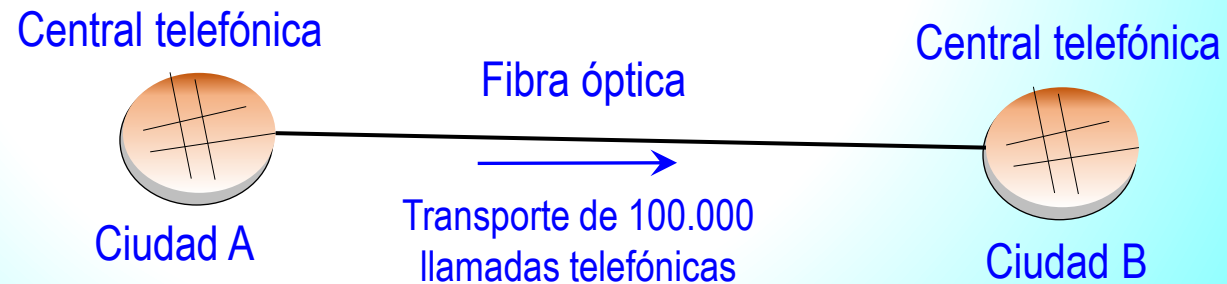 Central telefónica
Central telefónica
Fibra óptica
Transporte de 100.000
llamadas telefónicas
Ciudad A
Ciudad B